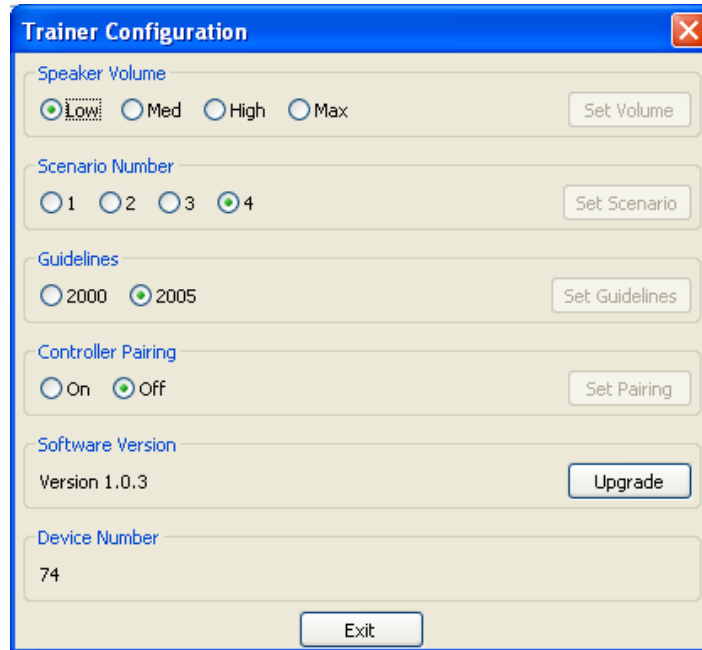 Trainer Configuration
Speaker Volume
Low Med High Max Set Volume
Scenario Number
1 2 3 4 Set Scenario
Guidelines
2000 2005 Set Guidelines
Controller Pairing
On Off Set Pairing
Software Version
Version 1.0.3 Upgrade
Device Number
74
Exit